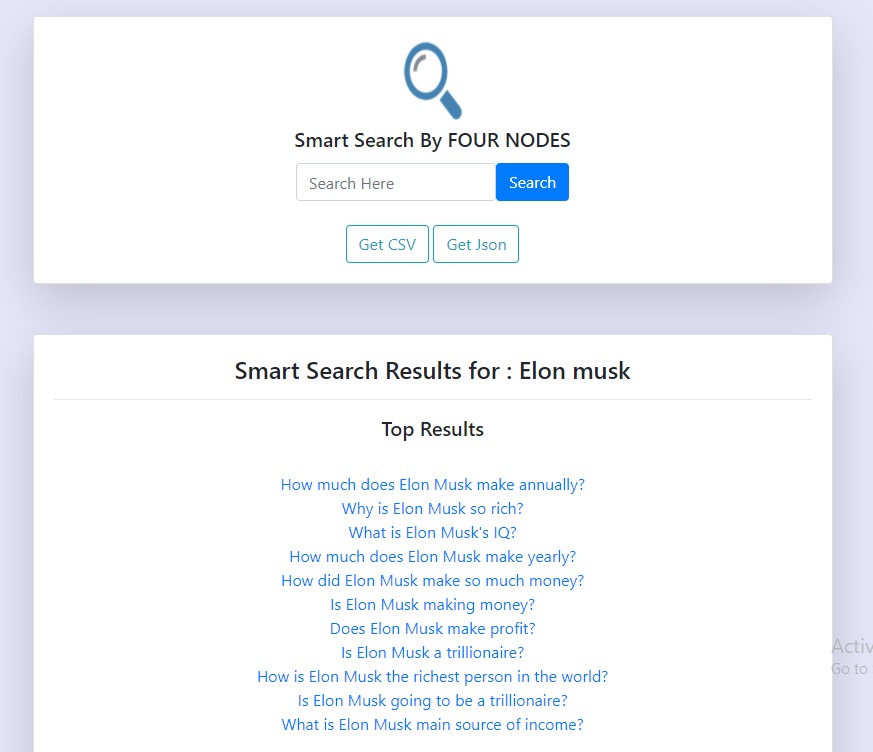 Smart Search By FOUR NODES
Search Here Search
Get CSV Get Json
Smart Search Results for : Elon musk
Top Results
How much does Elon Musk make annually?
Why is Elon Musk so rich?
What is Elon Musk's IQ?
How much does Elon Musk make yearly?
How did Elon Musk make so much money?
Is Elon Musk making money?
Does Elon Musk make profit?
Is Elon Musk a trillionaire?
How is Elon Musk the richest person in the world?
Is Elon Musk going to be a trillionaire?
What is Elon Musk main source of income?
Activ
Go to